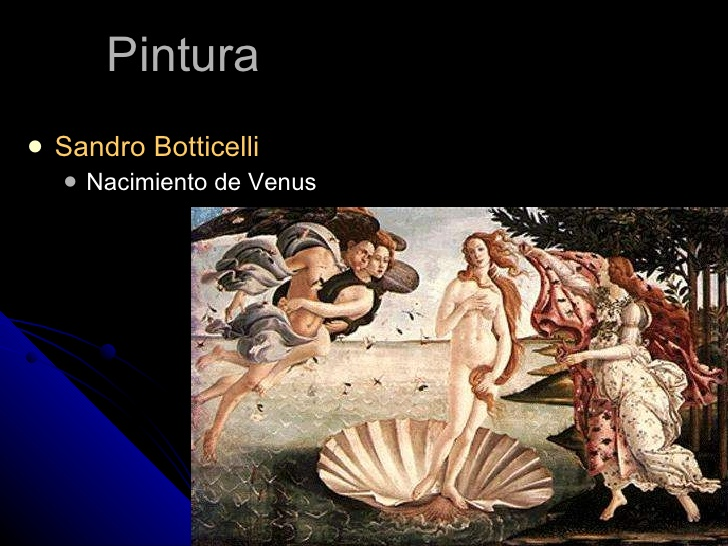 Pintura
Sandro Botticelli
Nacimiento de Venus